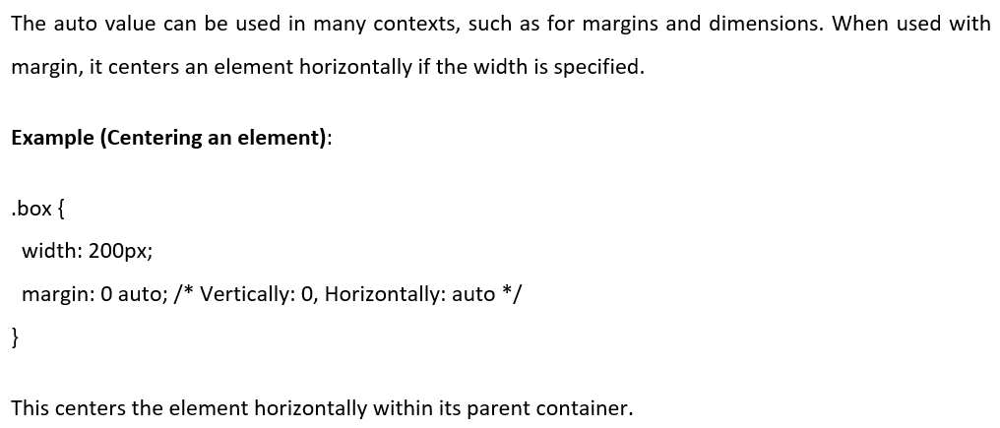 The auto value can be used in many contexts, such as for margins and dimensions. When used with
margin, it centers an element horizontally if the width is specified.
Example (Centering an element):
.box {
  width: 200px;
  margin: 0 auto; /* Vertically: 0, Horizontally: auto */
}
This centers the element horizontally within its parent container.